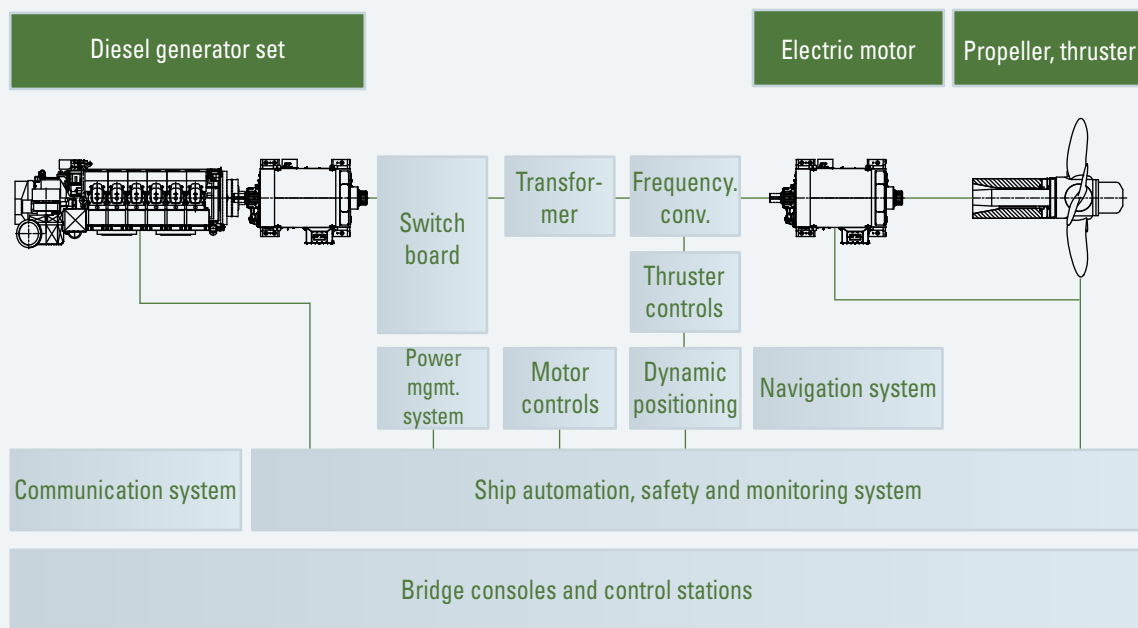 Diesel generator set
Electric motor
Propeller, thruster
Switch
board
Transfor-
mer
Frequency.
conv.
Thruster
controls
Power
mgmt.
system
Motor
controls
Dynamic
positioning
Navigation system
Communication system
Ship automation, safety and monitoring system
Bridge consoles and control stations